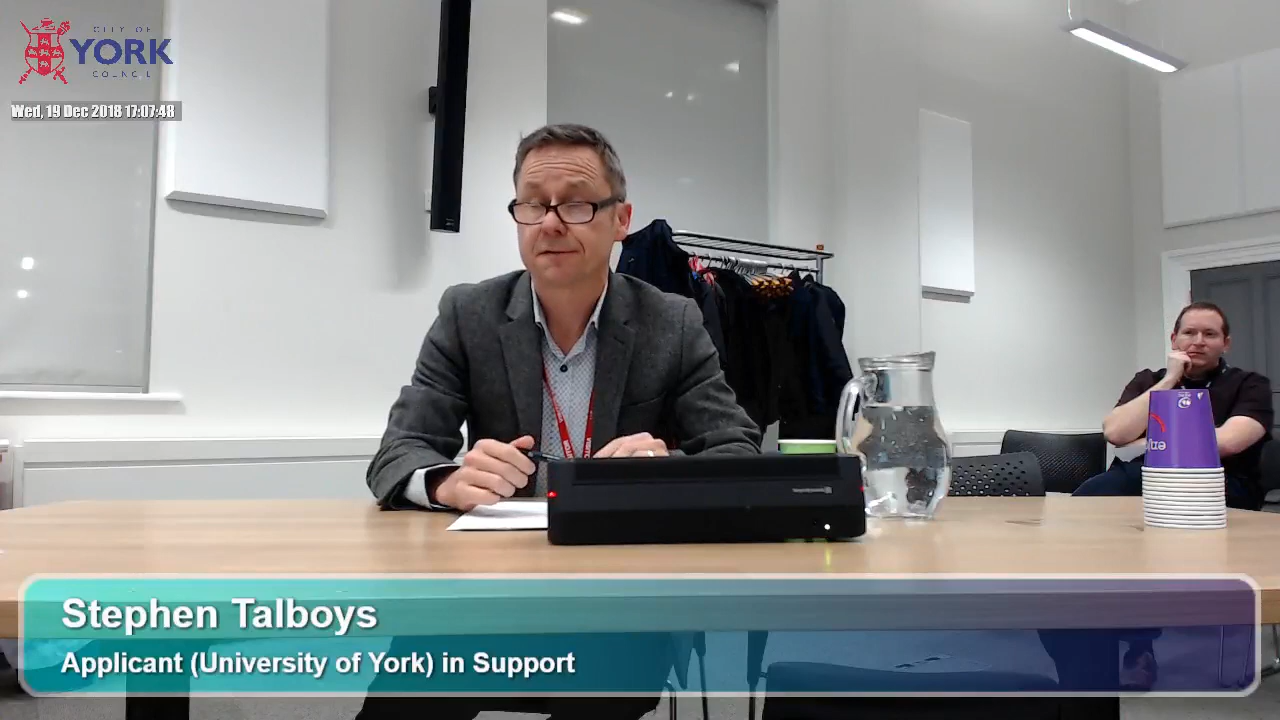 CITY OF
YORK
COUNCIL
Wed, 19 Dec 2018 17:07:48
Stephen Talboys
Applicant (University of York) in Support